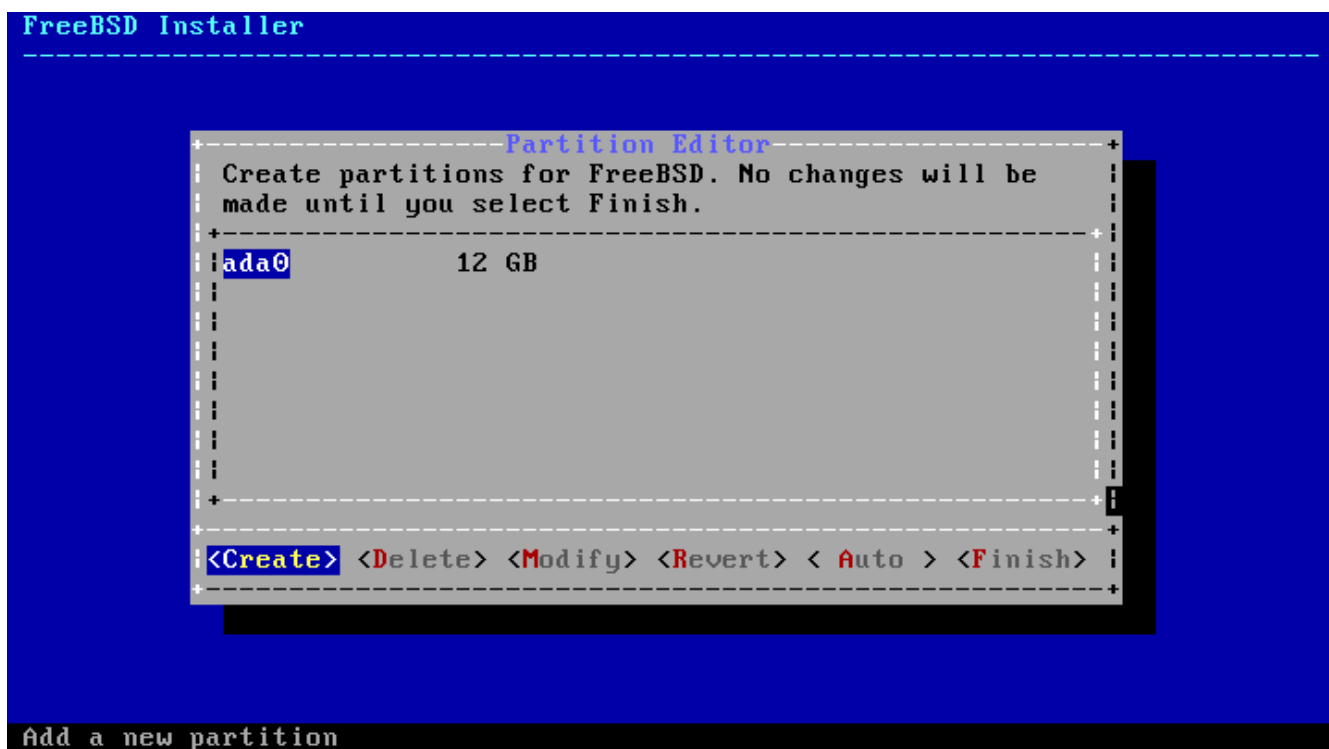 FreeBSD Installer
Partition Editor
Create partitions for FreeBSD. No changes will be
made until you select Finish.
ada0 12 GB
<Create> <Delete> <Modify> <Revert> < Auto > <Finish>
Add a new partition